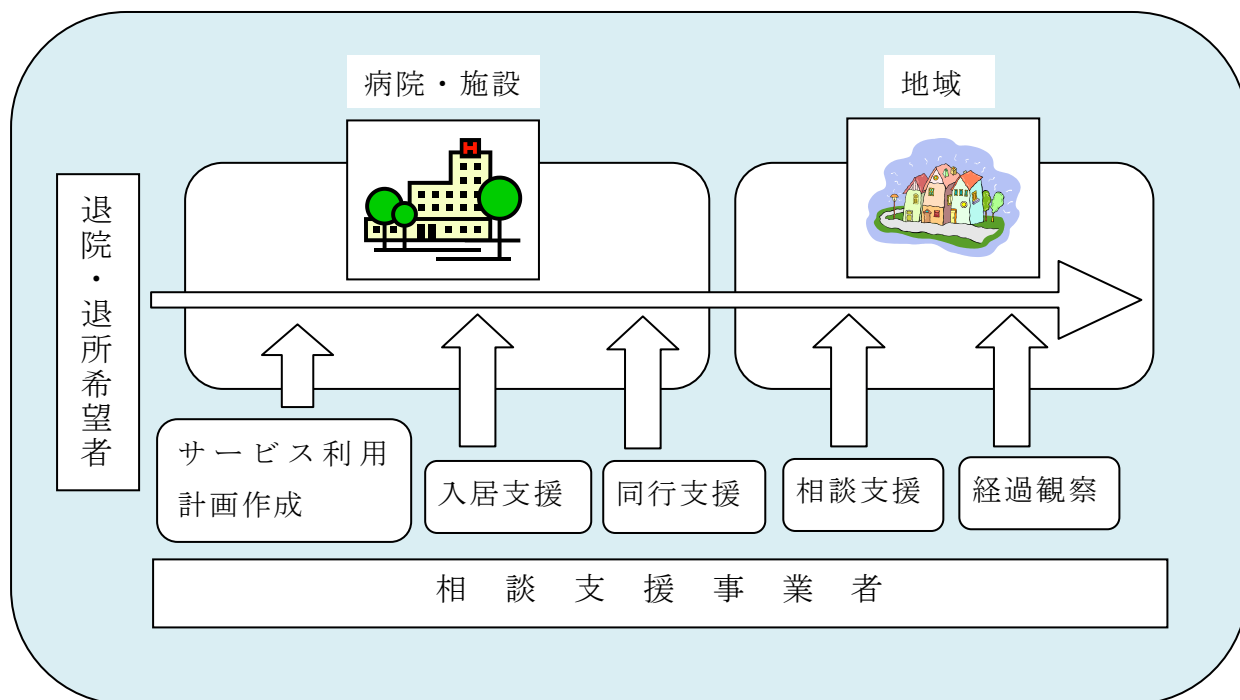 病院・施設
地域
退院・退所希望者
サービス利用
計画作成
入居支援
同行支援
相談支援
経過観察
相談支援事業者
H